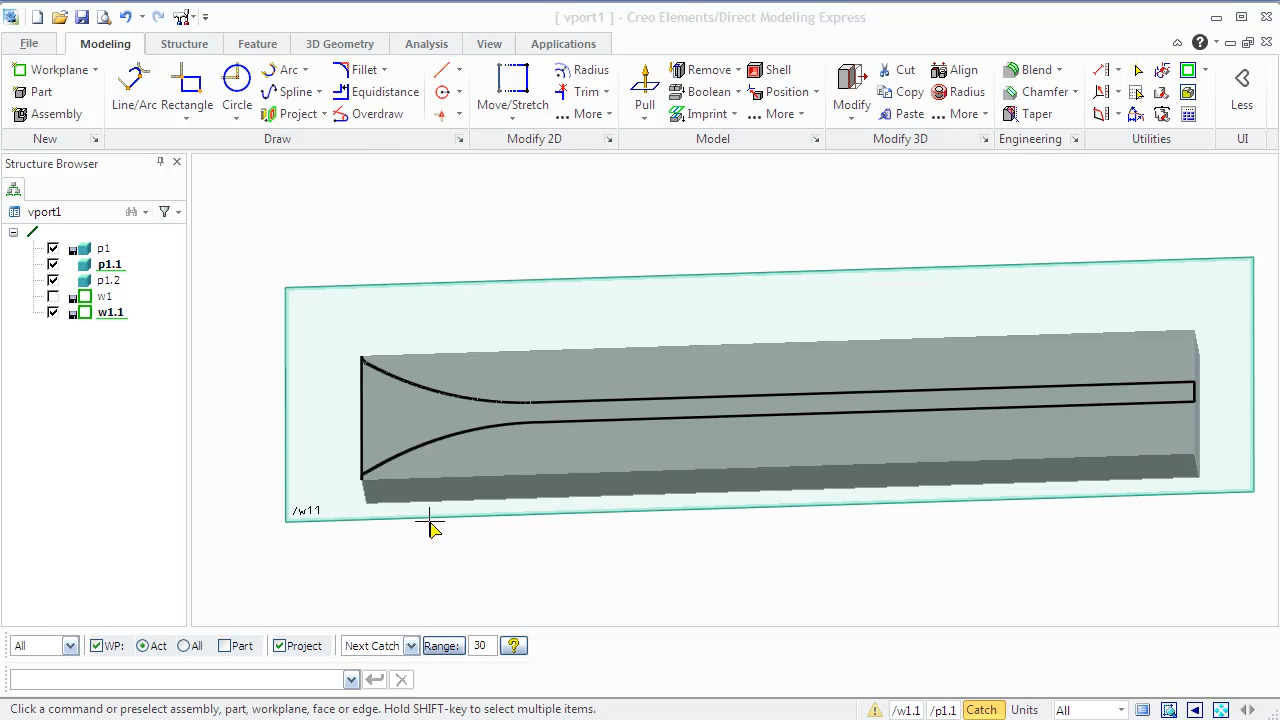 [ vport1 ] - Creo Elements/Direct Modeling Express
File Modeling Structure Feature 3D Geometry Analysis View Applications
Workplane
Part
Assembly
New
Line/Arc Rectangle Circle
Arc Fillet
Spline Equidistance
Project Overdraw
Draw
Move/Stretch
Radius
Trim
More
Modify 2D
Pull
Remove Shell
Boolean Position
Imprint More
Model
Modify
Cut Align
Copy Radius
Paste More
Modify 3D
Blend
Chamfer
Taper
Engineering
Utilities
Less
UI
Structure Browser
vport1
p1
p1.1
p1.2
w1
w1.1
/w11
All WP: Act All Part Project Next Catch Range: 30 ?
Click a command or preselect assembly, part, workplane, face or edge. Hold SHIFT-key to select multiple items.
/w1.1 /p1.1 Catch Units All